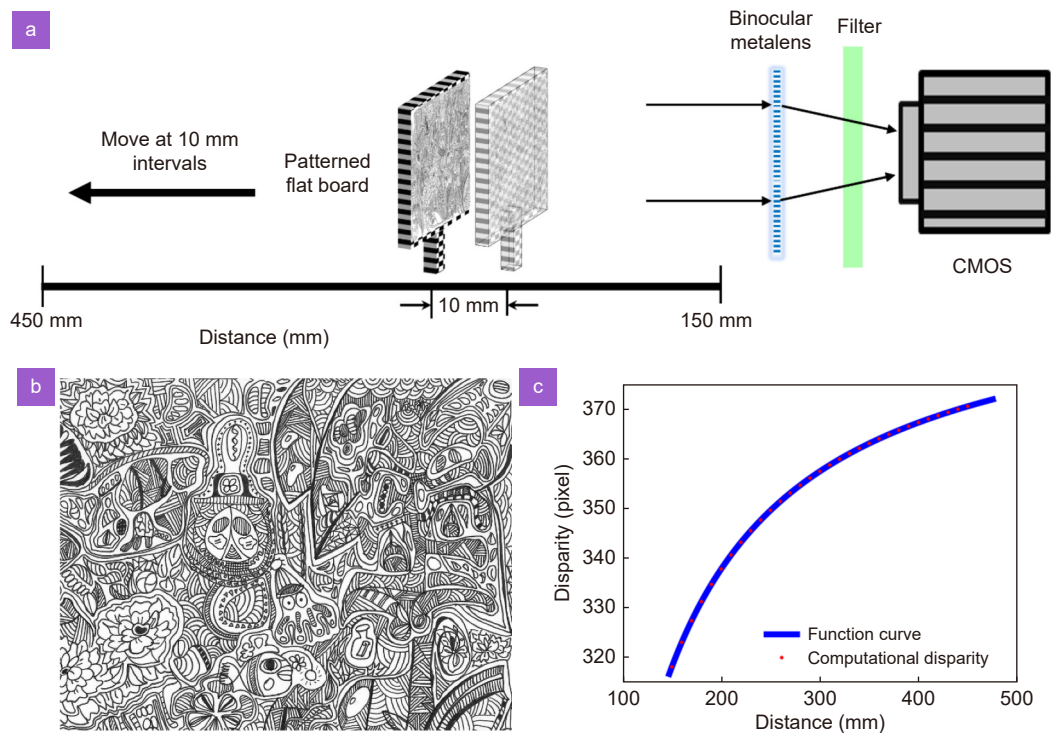 a
Binocular
metalens
Filter
Move at 10 mm
intervals
Patterned
flat board
CMOS
10 mm
450 mm
150 mm
Distance (mm)
b
c
370
360
350
340
330
320
Disparity (pixel)
Function curve
Computational disparity
100
200
300
400
500
Distance (mm)